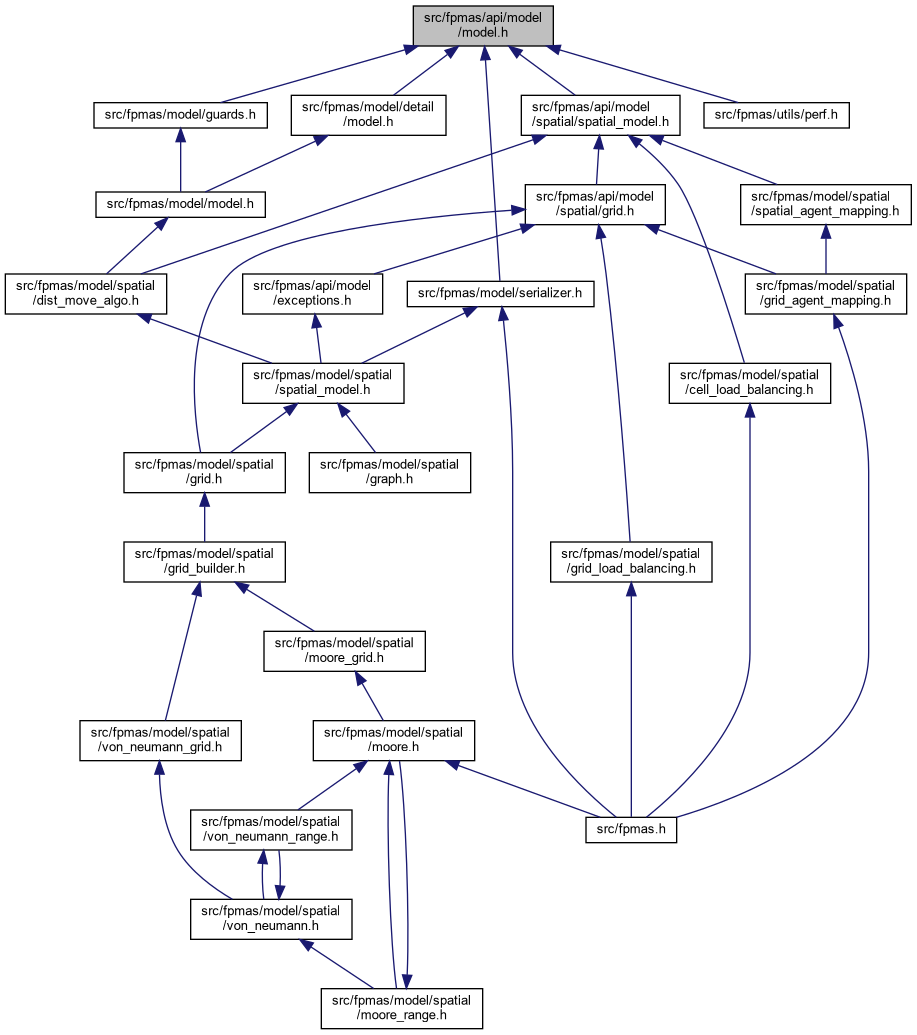 src/fpmas/api/model
/model.h
src/fpmas/model/guards.h
src/fpmas/model/detail
/model.h
src/fpmas/api/model
/spatial/spatial_model.h
src/fpmas/utils/perf.h
src/fpmas/model/model.h
src/fpmas/api/model
/spatial/grid.h
src/fpmas/model/spatial
/spatial_agent_mapping.h
src/fpmas/model/spatial
/dist_move_algo.h
src/fpmas/api/model
/exceptions.h
src/fpmas/model/serializer.h
src/fpmas/model/spatial
/grid_agent_mapping.h
src/fpmas/model/spatial
/spatial_model.h
src/fpmas/model/spatial
/cell_load_balancing.h
src/fpmas/model/spatial
/grid.h
src/fpmas/model/spatial
/graph.h
src/fpmas/model/spatial
/grid_builder.h
src/fpmas/model/spatial
/grid_load_balancing.h
src/fpmas/model/spatial
/moore_grid.h
src/fpmas/model/spatial
/von_neumann_grid.h
src/fpmas/model/spatial
/moore.h
src/fpmas/model/spatial
/von_neumann_range.h
src/fpmas.h
src/fpmas/model/spatial
/von_neumann.h
src/fpmas/model/spatial
/moore_range.h